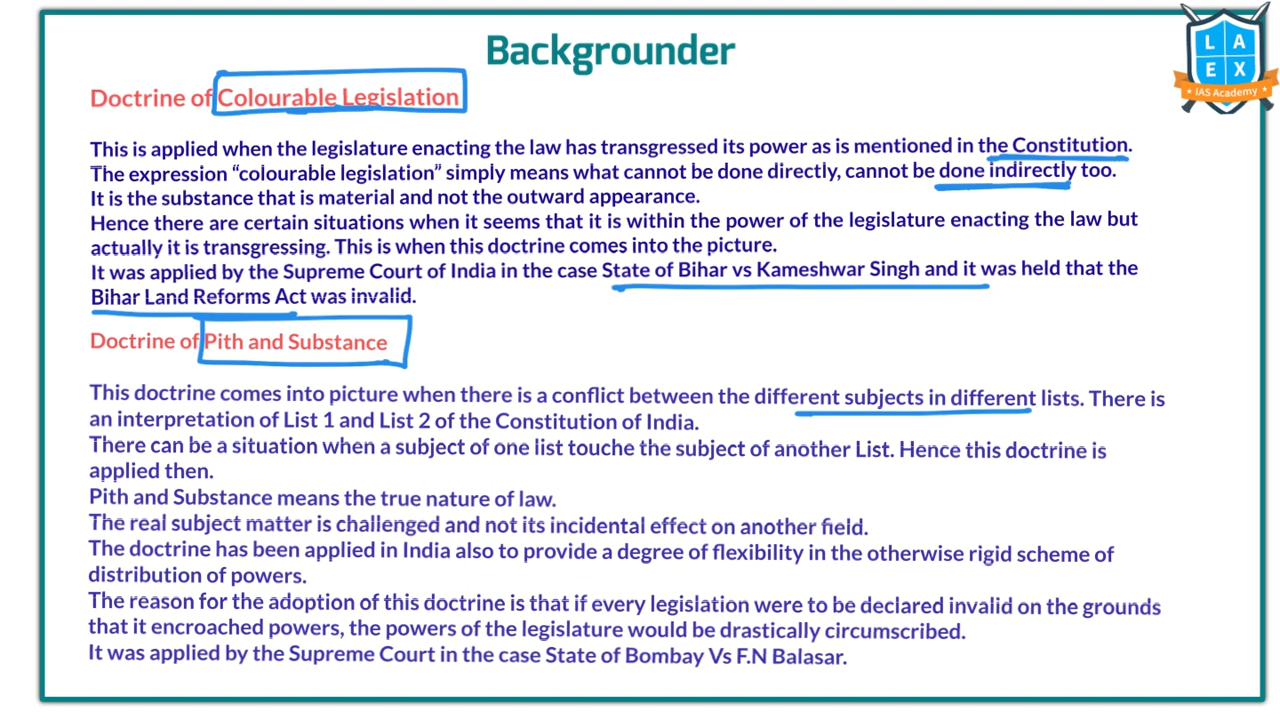 Backgrounder
L A
E X
IAS Academy
Doctrine of Colourable Legislation
This is applied when the legislature enacting the law has transgressed its power as is mentioned in the Constitution.
The expression “colourable legislation” simply means what cannot be done directly, cannot be done indirectly too.
It is the substance that is material and not the outward appearance.
Hence there are certain situations when it seems that it is within the power of the legislature enacting the law but
actually it is transgressing. This is when this doctrine comes into the picture.
It was applied by the Supreme Court of India in the case State of Bihar vs Kameshwar Singh and it was held that the
Bihar Land Reforms Act was invalid.
Doctrine of Pith and Substance
This doctrine comes into picture when there is a conflict between the different subjects in different lists. There is
an interpretation of List 1 and List 2 of the Constitution of India.
There can be a situation when a subject of one list touche the subject of another List. Hence this doctrine is
applied then.
Pith and Substance means the true nature of law.
The real subject matter is challenged and not its incidental effect on another field.
The doctrine has been applied in India also to provide a degree of flexibility in the otherwise rigid scheme of
distribution of powers.
The reason for the adoption of this doctrine is that if every legislation were to be declared invalid on the grounds
that it encroached powers, the powers of the legislature would be drastically circumscribed.
It was applied by the Supreme Court in the case State of Bombay Vs F.N Balasar.